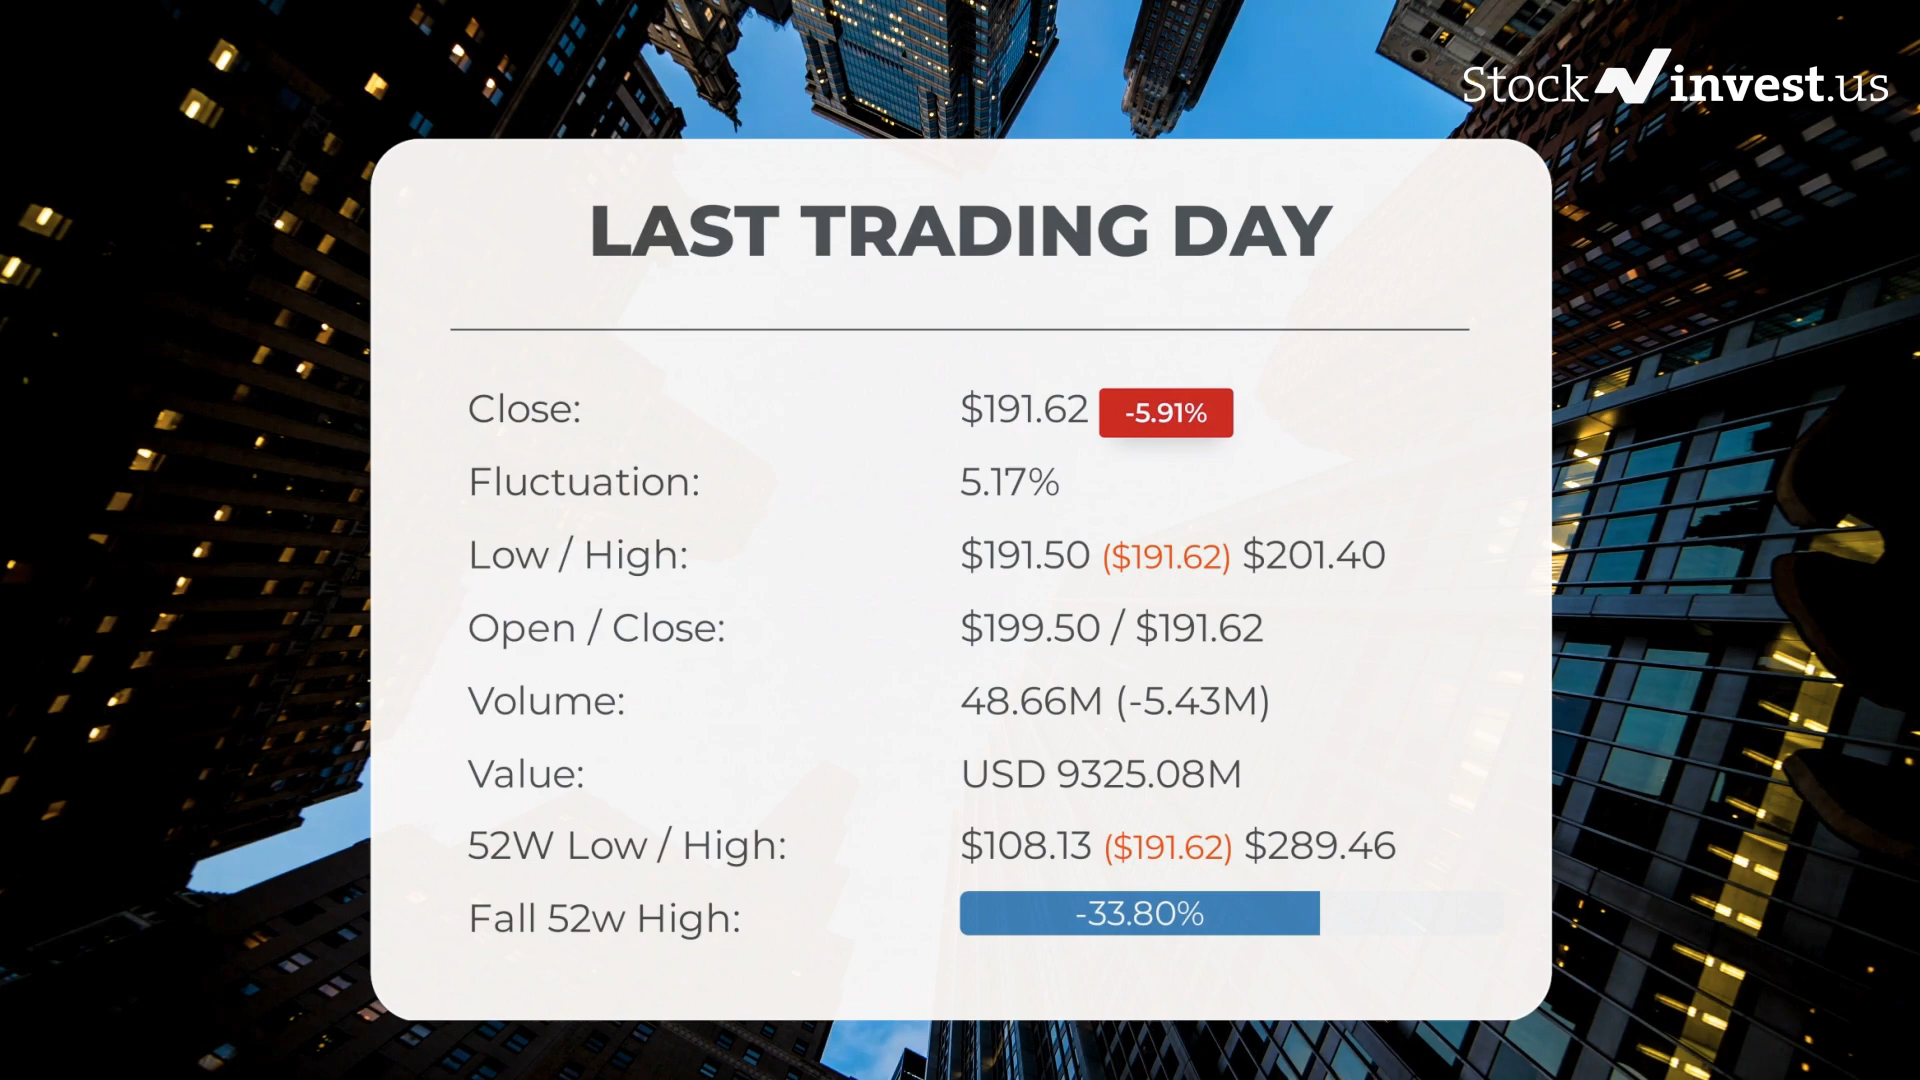 Stock invest.us
LAST TRADING DAY
Close: $191.62 -5.91%
Fluctuation: 5.17%
Low / High: $191.50 ($191.62) $201.40
Open / Close: $199.50 / $191.62
Volume: 48.66M (-5.43M)
Value: USD 9325.08M
52W Low / High: $108.13 ($191.62) $289.46
Fall 52w High: -33.80%